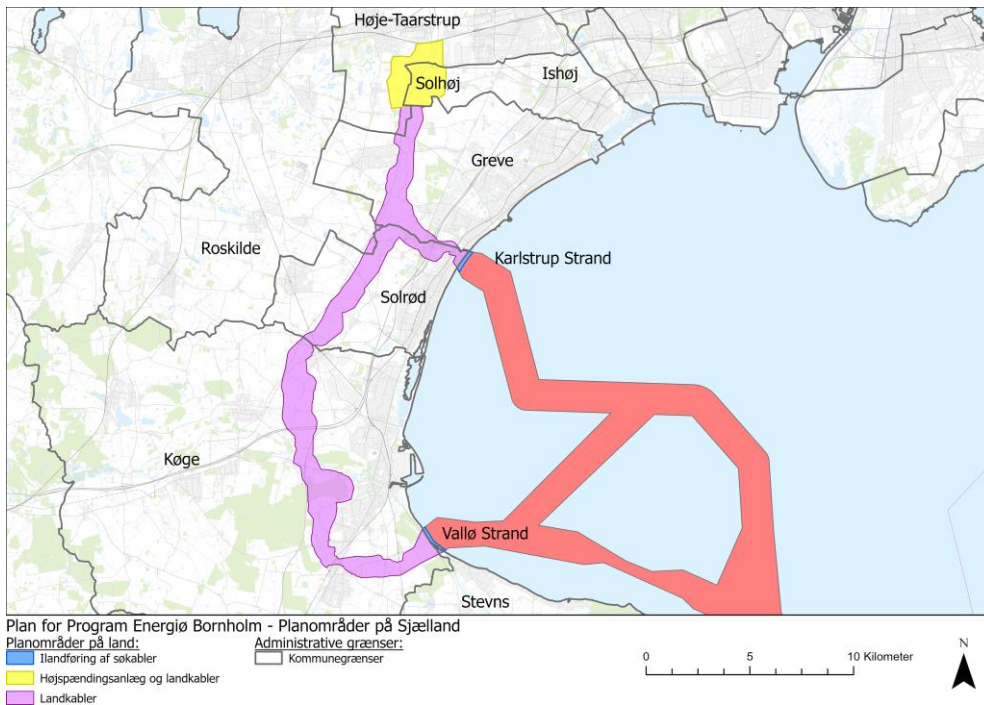 Høje-Taarstrup
Solhøj
Ishøj
Greve
Roskilde
Karlstrup Strand
Solrød
Køge
Vallø Strand
Stevns
Plan for Program Energiø Bornholm - Planområder på Sjælland
Planområder på land:
Ilandføring af søkabler
Højspændingsanlæg og landkabler
Landkabler
Administrative grænser:
Kommunegrænser
0 5 10 Kilometer
N